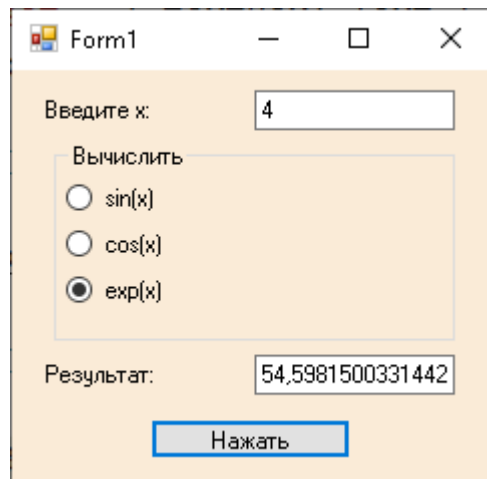 Form1
Введите x: 4
Вычислить
sin(x)
cos(x)
exp(x)
Результат: 54,5981500331442
Нажать